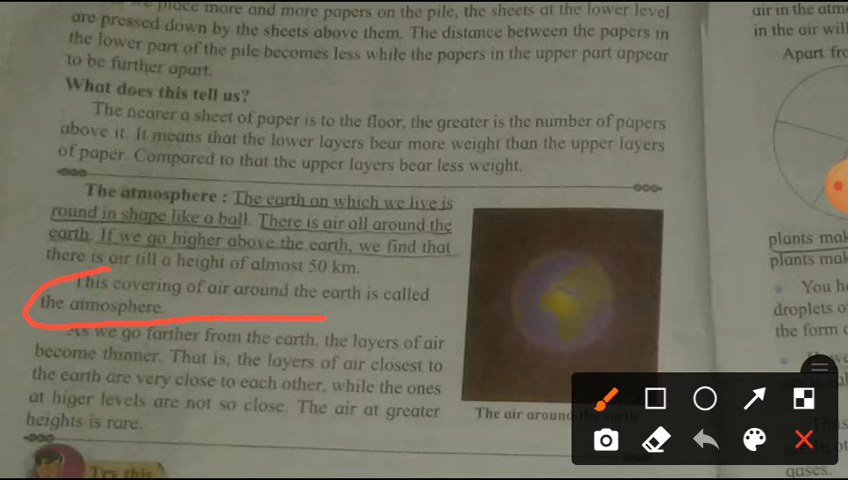 place more and more papers on the pile, the sheets at the lower level
are pressed down by the sheets above them. The distance between the papers in
the lower part of the pile becomes less while the papers in the upper part appear
to be further apart.
What does this tell us?
The nearer a sheet of paper is to the floor, the greater is the number of papers
above it. It means that the lower layers bear more weight than the upper layers
of paper. Compared to that the upper layers bear less weight.
The atmosphere : The earth on which we live is
round in shape like a ball. There is air all around the
earth. If we go higher above the earth, we find that
there is air till a height of almost 50 km.
This covering of air around the earth is called
the atmosphere.
As we go farther from the earth, the layers of air
become thinner. That is, the layers of air closest to
the earth are very close to each other, while the ones
at higer levels are not so close. The air at greater
heights is rare.
The air around the earth
Try this
air in the atm
in the air will
Apart fro
plants mak
plants mak
You h
droplets o
the form
gases.